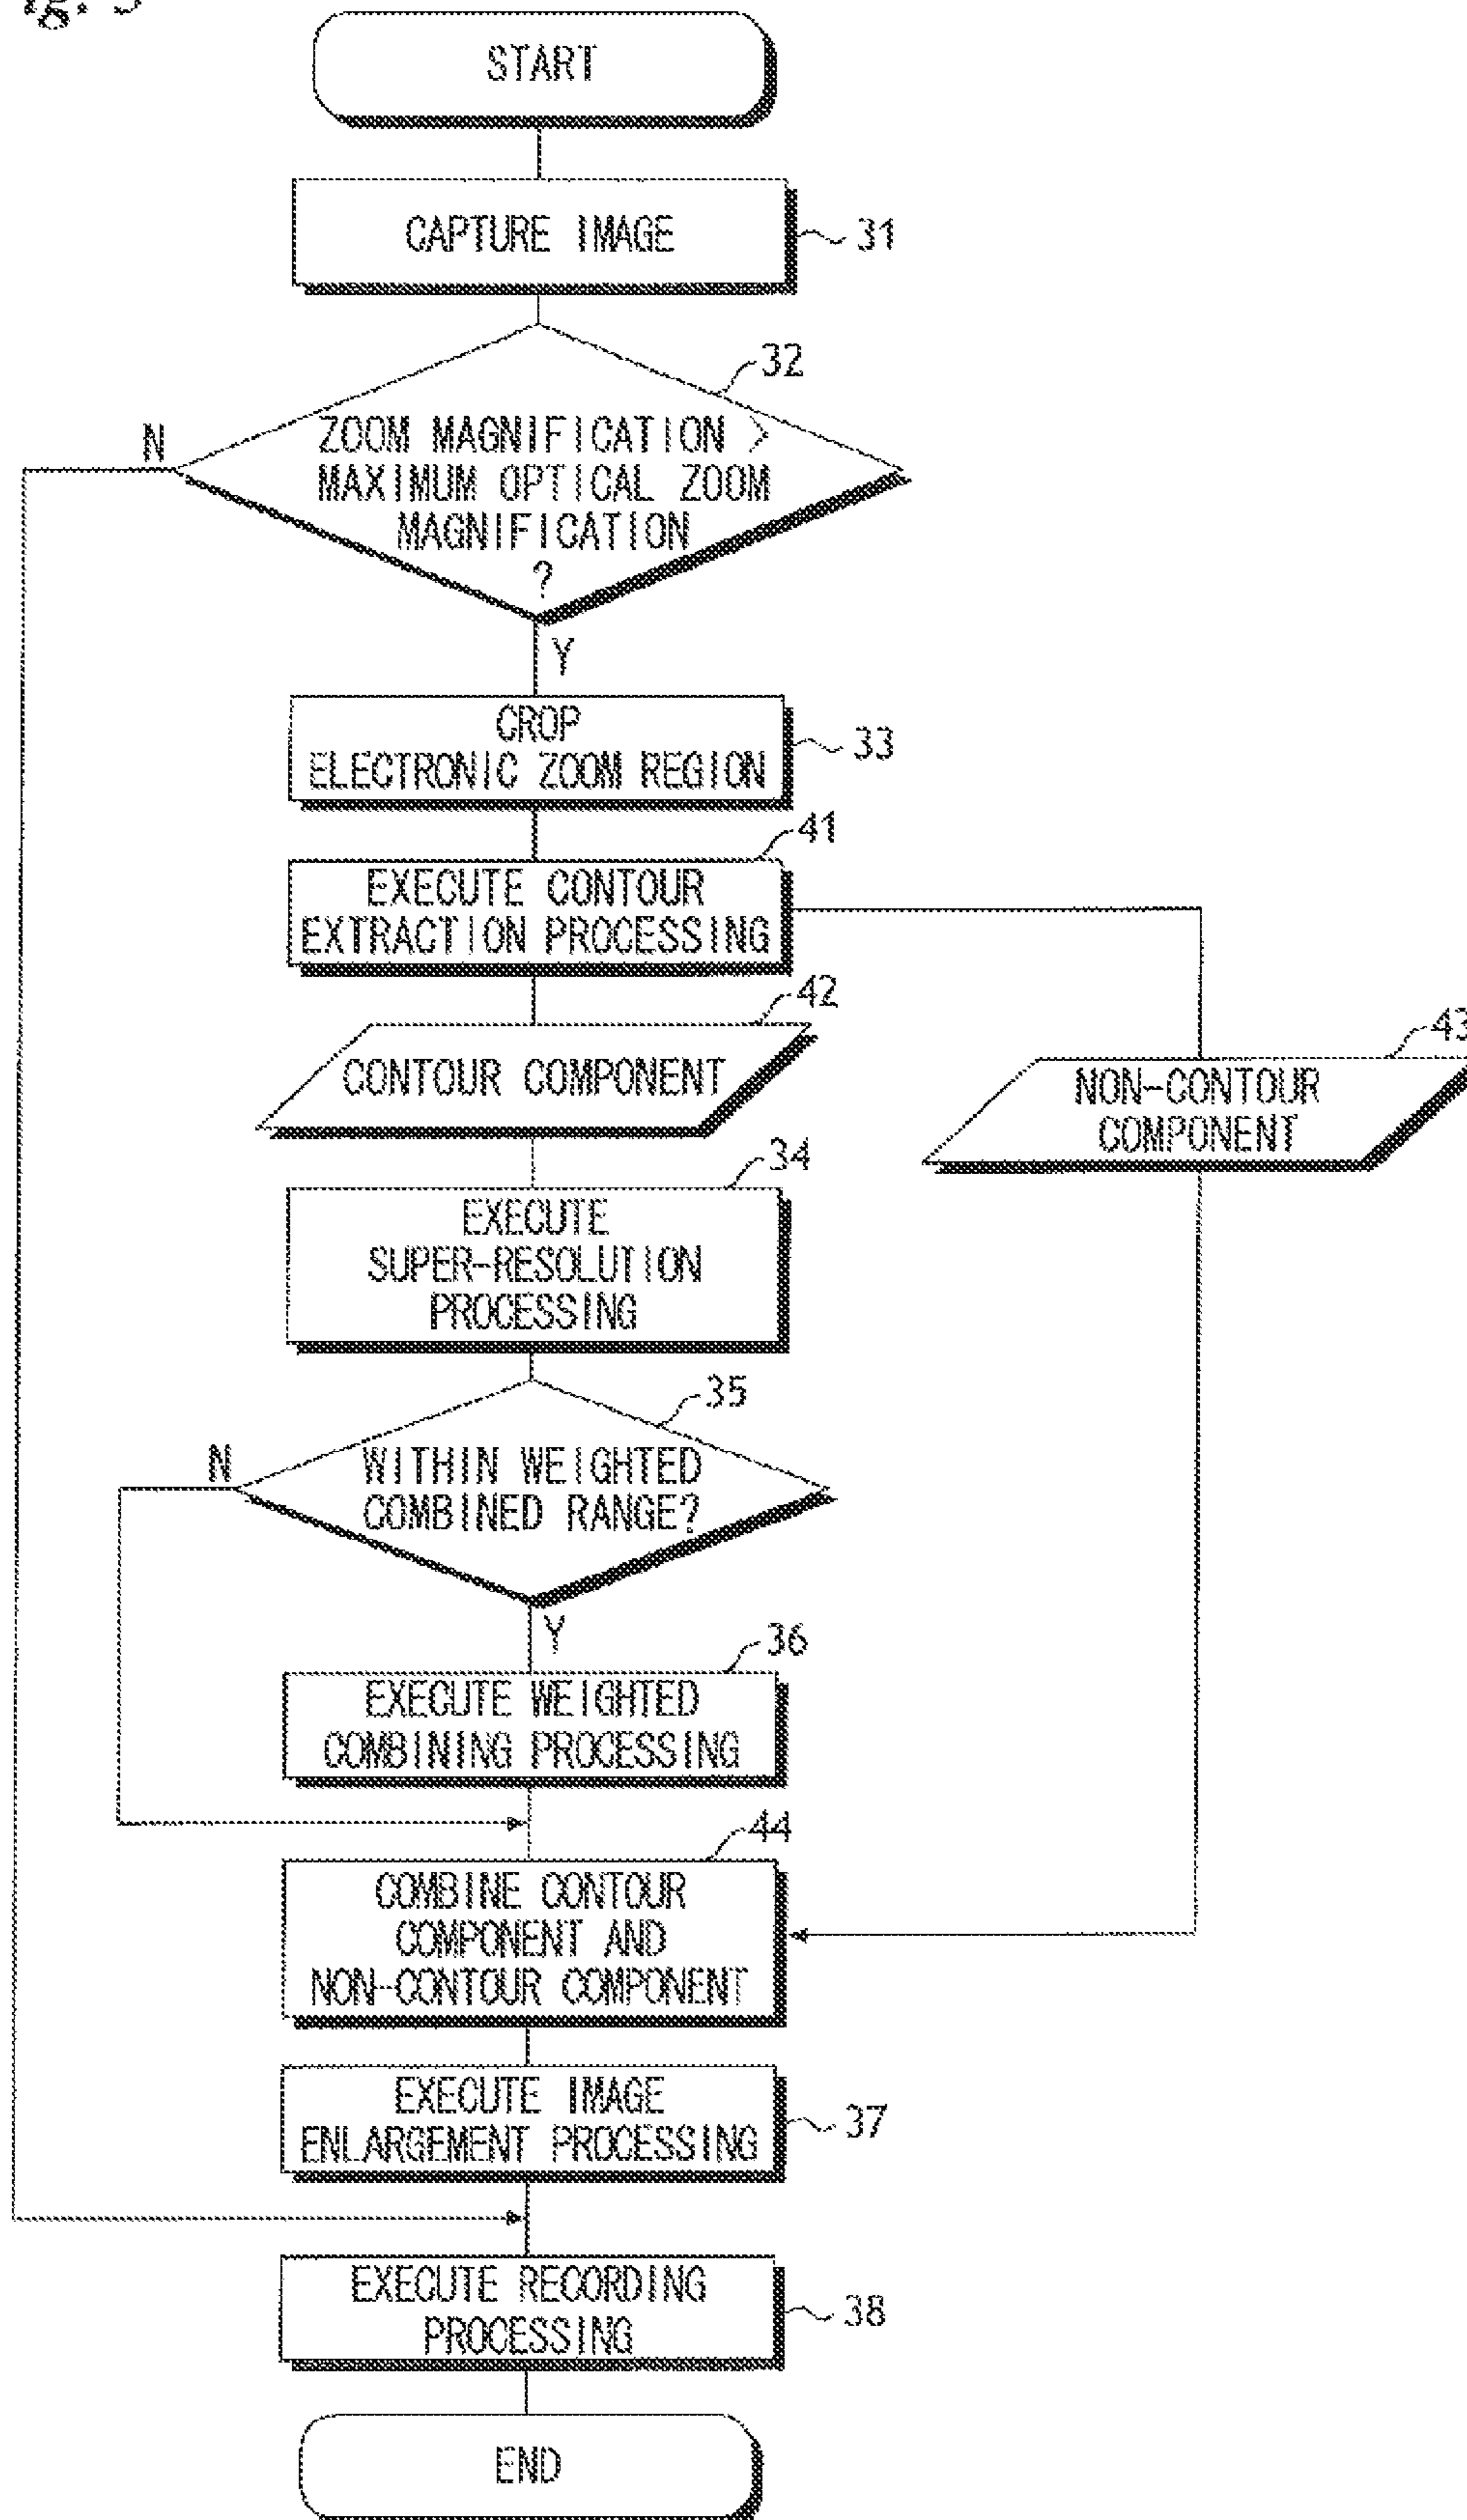 START
CAPTURE IMAGE
31
32
N
ZOOM MAGNIFICATION >
MAXIMUM OPTICAL ZOOM
MAGNIFICATION
?
Y
CROP
ELECTRONIC ZOOM REGION
33
41
EXECUTE CONTOUR
EXTRACTION PROCESSING
42
CONTOUR COMPONENT
43
NON-CONTOUR
COMPONENT
34
EXECUTE
SUPER-RESOLUTION
PROCESSING
35
N
WITHIN WEIGHTED
COMBINED RANGE?
Y
36
EXECUTE WEIGHTED
COMBINING PROCESSING
44
COMBINE CONTOUR
COMPONENT AND
NON-CONTOUR COMPONENT
EXECUTE IMAGE
ENLARGEMENT PROCESSING
37
EXECUTE RECORDING
PROCESSING
38
END